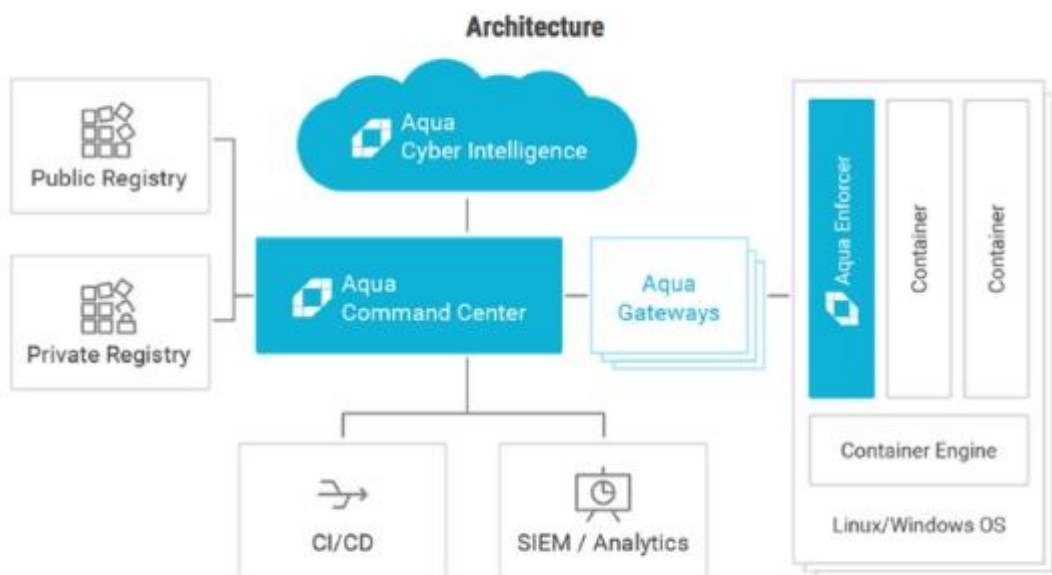 Architecture
Public Registry
Private Registry
Aqua
Cyber Intelligence
Aqua
Command Center
Aqua
Gateways
CI/CD
SIEM / Analytics
Aqua Enforcer
Container
Container
Container Engine
Linux/Windows OS